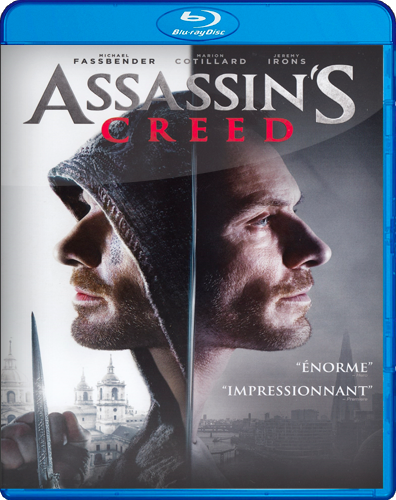 Blu-ray Disc
MICHAEL FASSBENDER MARION COTILLARD JEREMY IRONS
ASSASSIN'S
CREED
"ÉNORME"
"IMPRESSIONNANT"